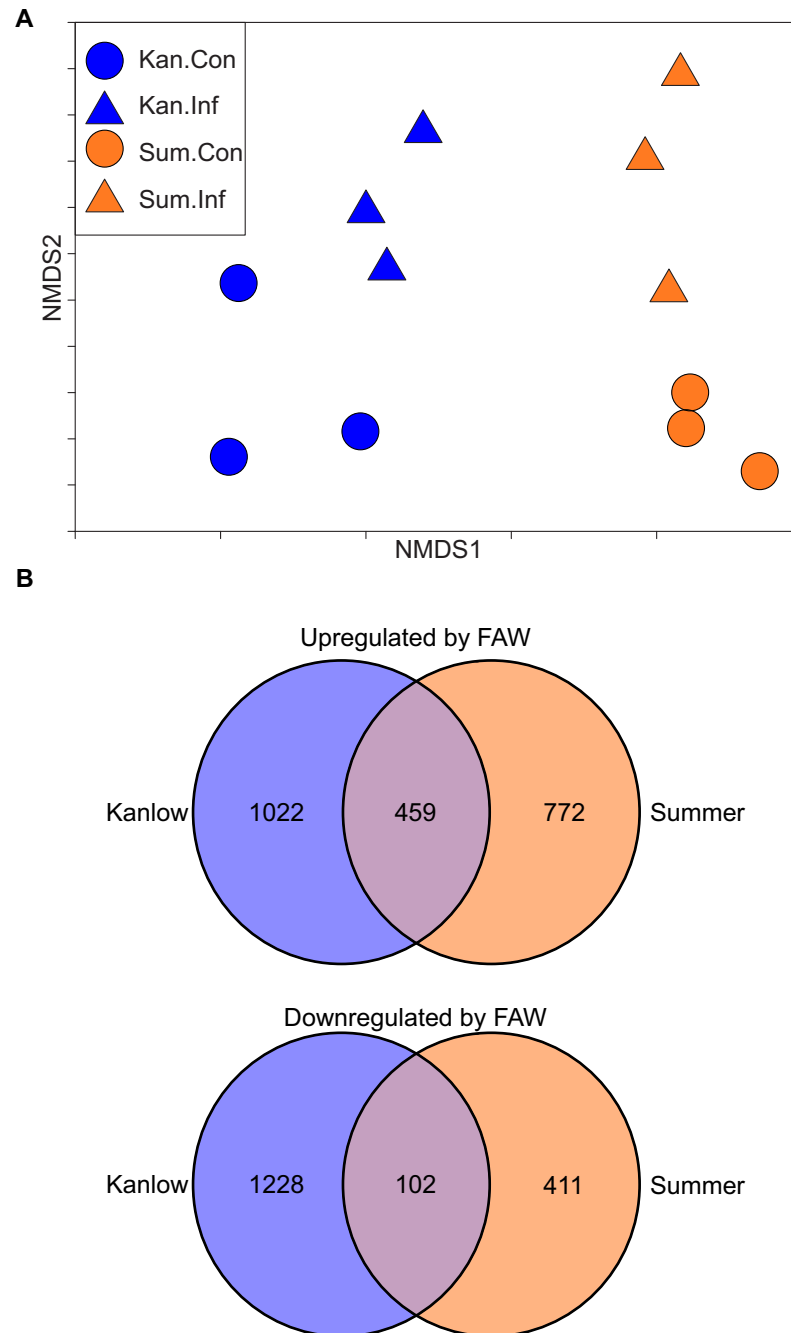 A
Kan.Con
Kan.Inf
Sum.Con
Sum.Inf
NMDS2
NMDS1
B
Upregulated by FAW
Kanlow 1022 459 772 Summer
Downregulated by FAW
Kanlow 1228 102 411 Summer